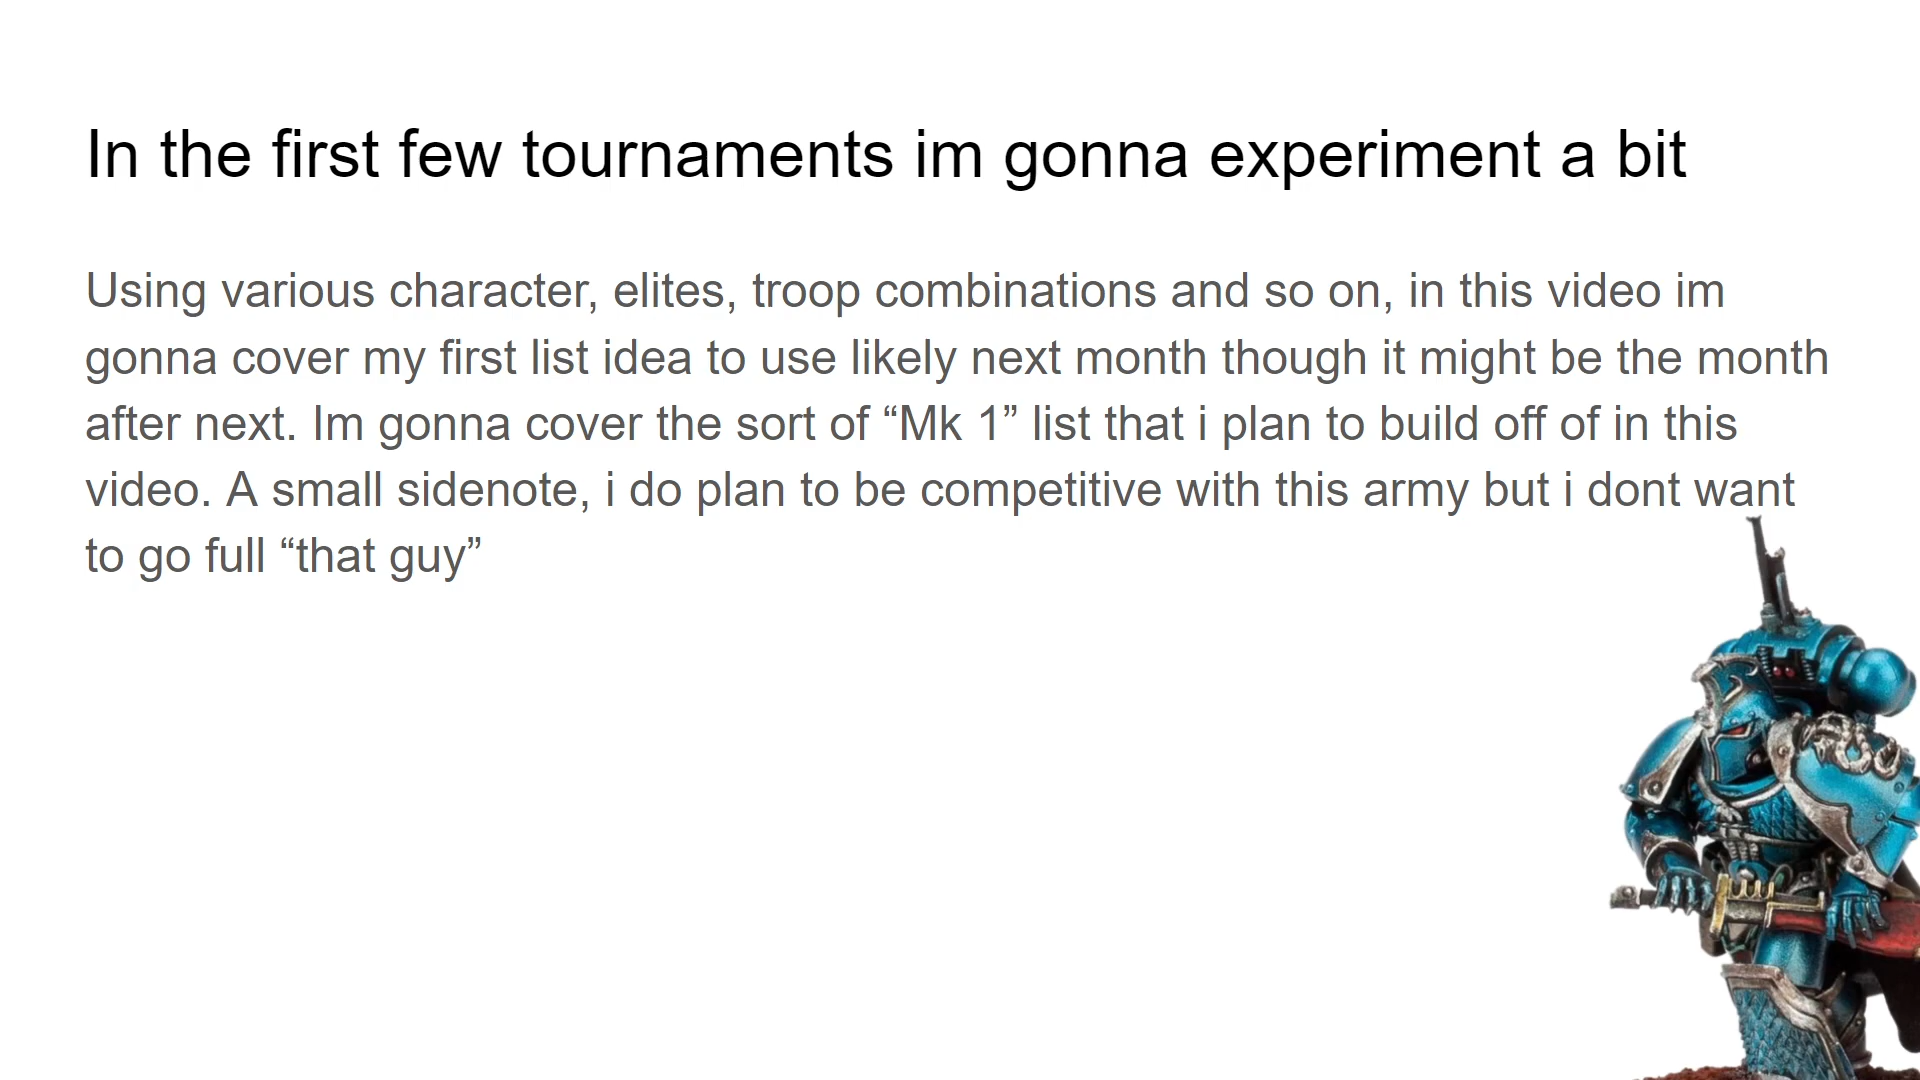 In the first few tournaments im gonna experiment a bit
Using various character, elites, troop combinations and so on, in this video im
gonna cover my first list idea to use likely next month though it might be the month
after next. Im gonna cover the sort of “Mk 1” list that i plan to build off of in this
video. A small sidenote, i do plan to be competitive with this army but i dont want
to go full “that guy”